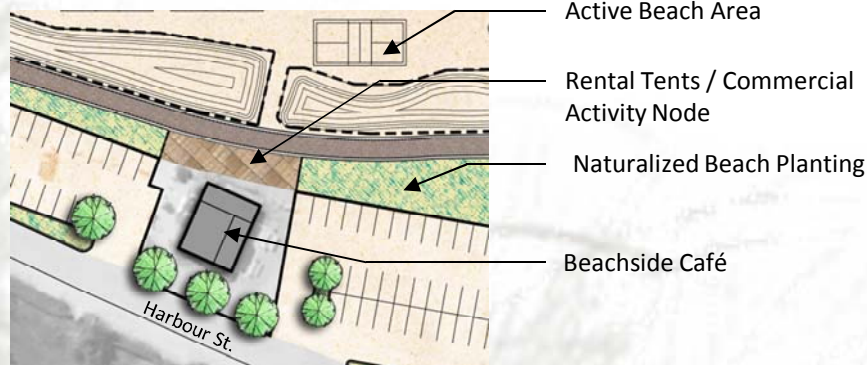 Active Beach Area
Rental Tents / Commercial
Activity Node
Naturalized Beach Planting
Beachside Café
Harbour St.